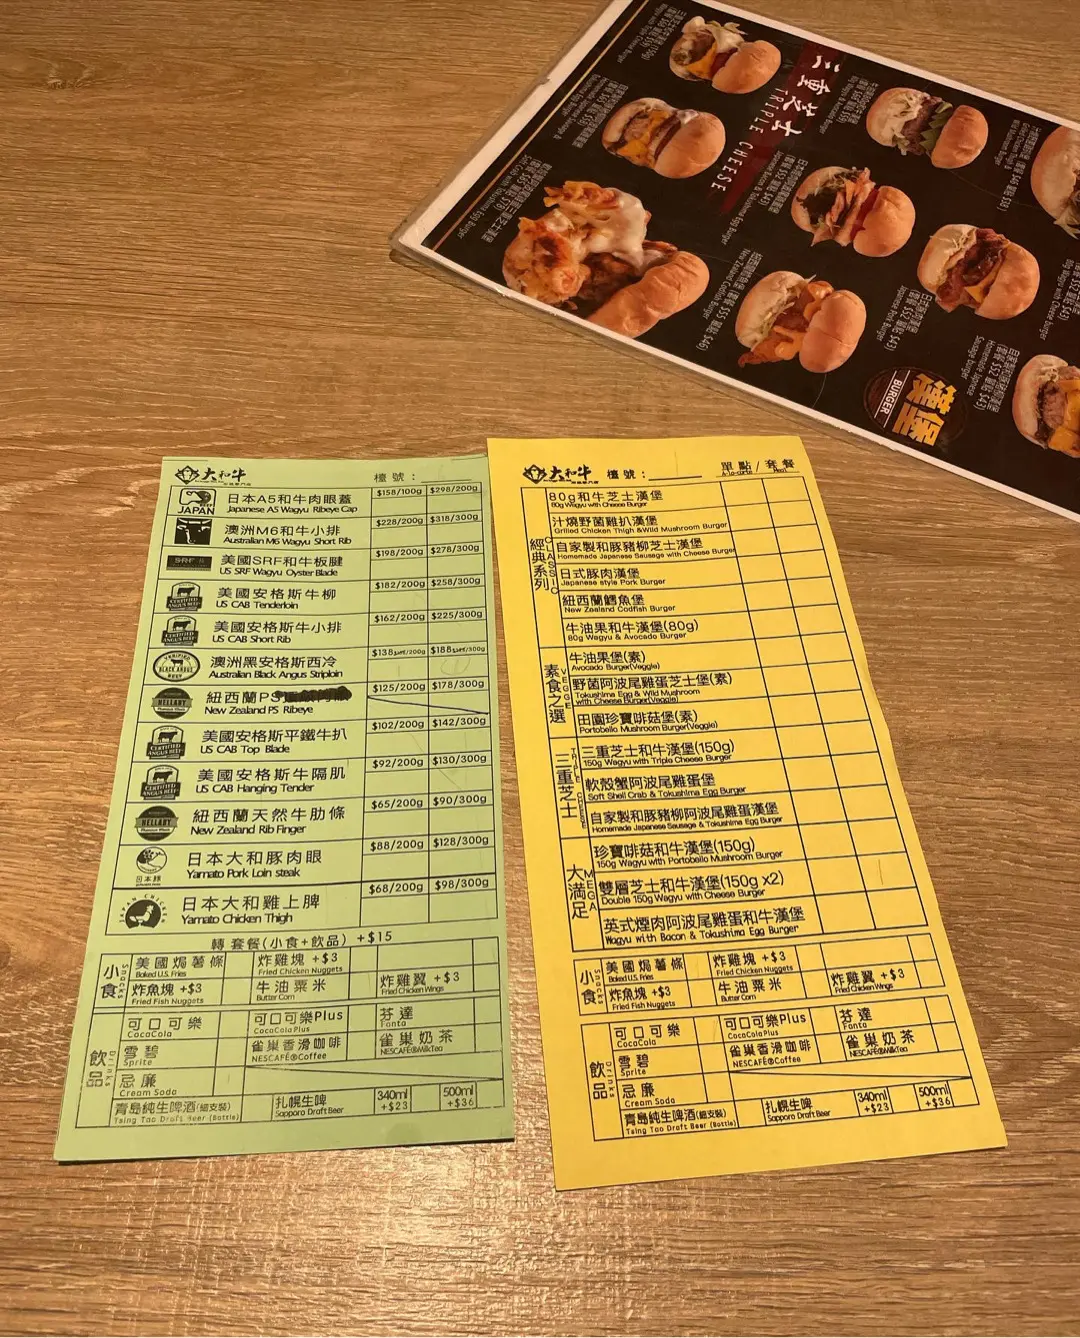 三重芝士
TRIPLE CHEESE
漢堡
BURGER
New Zealand Codfish Burger
Japanese Pork Burger
Homemade Japanese
Sausage Burger
大和牛
檯號：
JAPAN
日本A5和牛肉眼蓋
Japanese A5 Wagyu Ribeye Cap
$158/100g $298/200g
澳洲M6和牛小排
Australian M6 Wagyu Short Rib
$228/200g $318/300g
美國SRF和牛板腱
US SRF Wagyu Oyster Blade
$198/200g $278/300g
美國安格斯牛柳
US CAB Tenderloin
$182/200g $258/300g
美國安格斯牛小排
US CAB Short Rib
$162/200g $225/300g
澳洲黑安格斯西冷
Australian Black Angus Striploin
紐西蘭PS
New Zealand PS Ribeye
$125/200g $178/300g
美國安格斯平鐵牛扒
US CAB Top Blade
$102/200g $142/300g
美國安格斯牛隔肌
US CAB Hanging Tender
$92/200g $130/300g
紐西蘭天然牛肋條
New Zealand Rib Finger
$65/200g $90/300g
日本大和豚肉眼
Yamato Pork Loin steak
$88/200g $128/300g
日本大和雞上脾
Yamato Chicken Thigh
$68/200g $98/300g
轉套餐(小食+飲品) +$15
小食
Snacks
美國焗薯條
Baked U.S. Fries
炸雞塊 +$3
Fried Chicken Nuggets
炸魚塊 +$3
Fried Fish Nuggets
牛油粟米
Butter Corn
炸雞翼 +$3
Fried Chicken Wings
飲品
Drinks
可口可樂
CocaCola
可口可樂Plus
CocaCola Plus
芬達
Fanta
雪碧
Sprite
雀巢香滑咖啡
NESCAFÉ®Coffee
雀巢奶茶
NESCAFÉ®MilkTea
忌廉
Cream Soda
青島純生啤酒(細支裝)
Tsing Tao Draft Beer (Bottle)
扎幌生啤
Sapporo Draft Beer
340ml
+$23
500ml
+$36
大和牛
檯號：
單點/套餐
A-la-carte Meal
經典系列
CLASSIC
80g和牛芝士漢堡
80g Wagyu with Cheese Burger
汁燒野菌雞扒漢堡
Grilled Chicken Thigh &Wild Mushroom Burger
自家製和豚豬柳芝士漢堡
Homemade Japanese Sausage with Cheese Burger
日式豚肉漢堡
Japanese style Pork Burger
紐西蘭鱈魚堡
New Zealand Codfish Burger
牛油果和牛漢堡(80g)
80g Wagyu & Avocado Burger
素食之選
VEGGIE
牛油果堡(素)
Avocado Burger(Veggie)
野菌阿波尾雞蛋芝士堡(素)
Tokushima Egg & Wild Mushroom
with Cheese Burger(Veggie)
田園珍寶啡菇堡(素)
Portobello Mushroom Burger(Veggie)
三重芝士
三重芝士和牛漢堡(150g)
150g Wagyu with Triple Cheese Burger
軟殼蟹阿波尾雞蛋堡
Soft Shell Crab & Tokushima Egg Burger
自家製和豚豬柳阿波尾雞蛋漢堡
Homemade Japanese Sausage & Tokushima Egg Burger
大滿足
MEGA
珍寶啡菇和牛漢堡(150g)
150g Wagyu with Portobello Mushroom Burger
雙層芝士和牛漢堡(150g x2)
Double 150g Wagyu with Cheese Burger
英式煙肉阿波尾雞蛋和牛漢堡
Wagyu with Bacon & Tokushima Egg Burger
小食
Snacks
美國焗薯條
Baked U.S. Fries
炸雞塊 +$3
Fried Chicken Nuggets
炸魚塊 +$3
Fried Fish Nuggets
牛油粟米
Butter Corn
炸雞翼 +$3
Fried Chicken Wings
飲品
Drinks
可口可樂
CocaCola
可口可樂Plus
CocaCola Plus
芬達
Fanta
雪碧
Sprite
雀巢香滑咖啡
NESCAFÉ®Coffee
雀巢奶茶
NESCAFÉ®MilkTea
忌廉
Cream Soda
青島純生啤酒(細支裝)
Tsing Tao Draft Beer (Bottle)
扎幌生啤
Sapporo Draft Beer
340ml
+$23
500ml
+$36